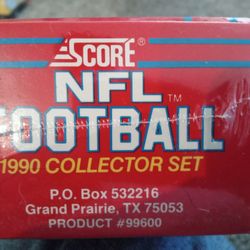 SCORE®
NFL™
FOOTBALL
1990 COLLECTOR SET
P.O. Box 532216
Grand Prairie, TX 75053
PRODUCT #99600